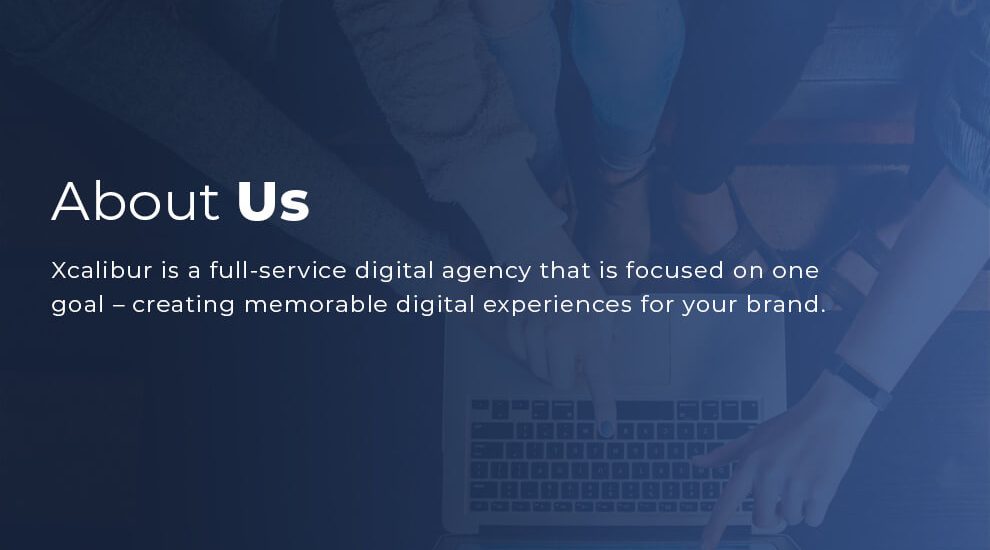 About Us
Xcalibur is a full-service digital agency that is focused on one
goal – creating memorable digital experiences for your brand.